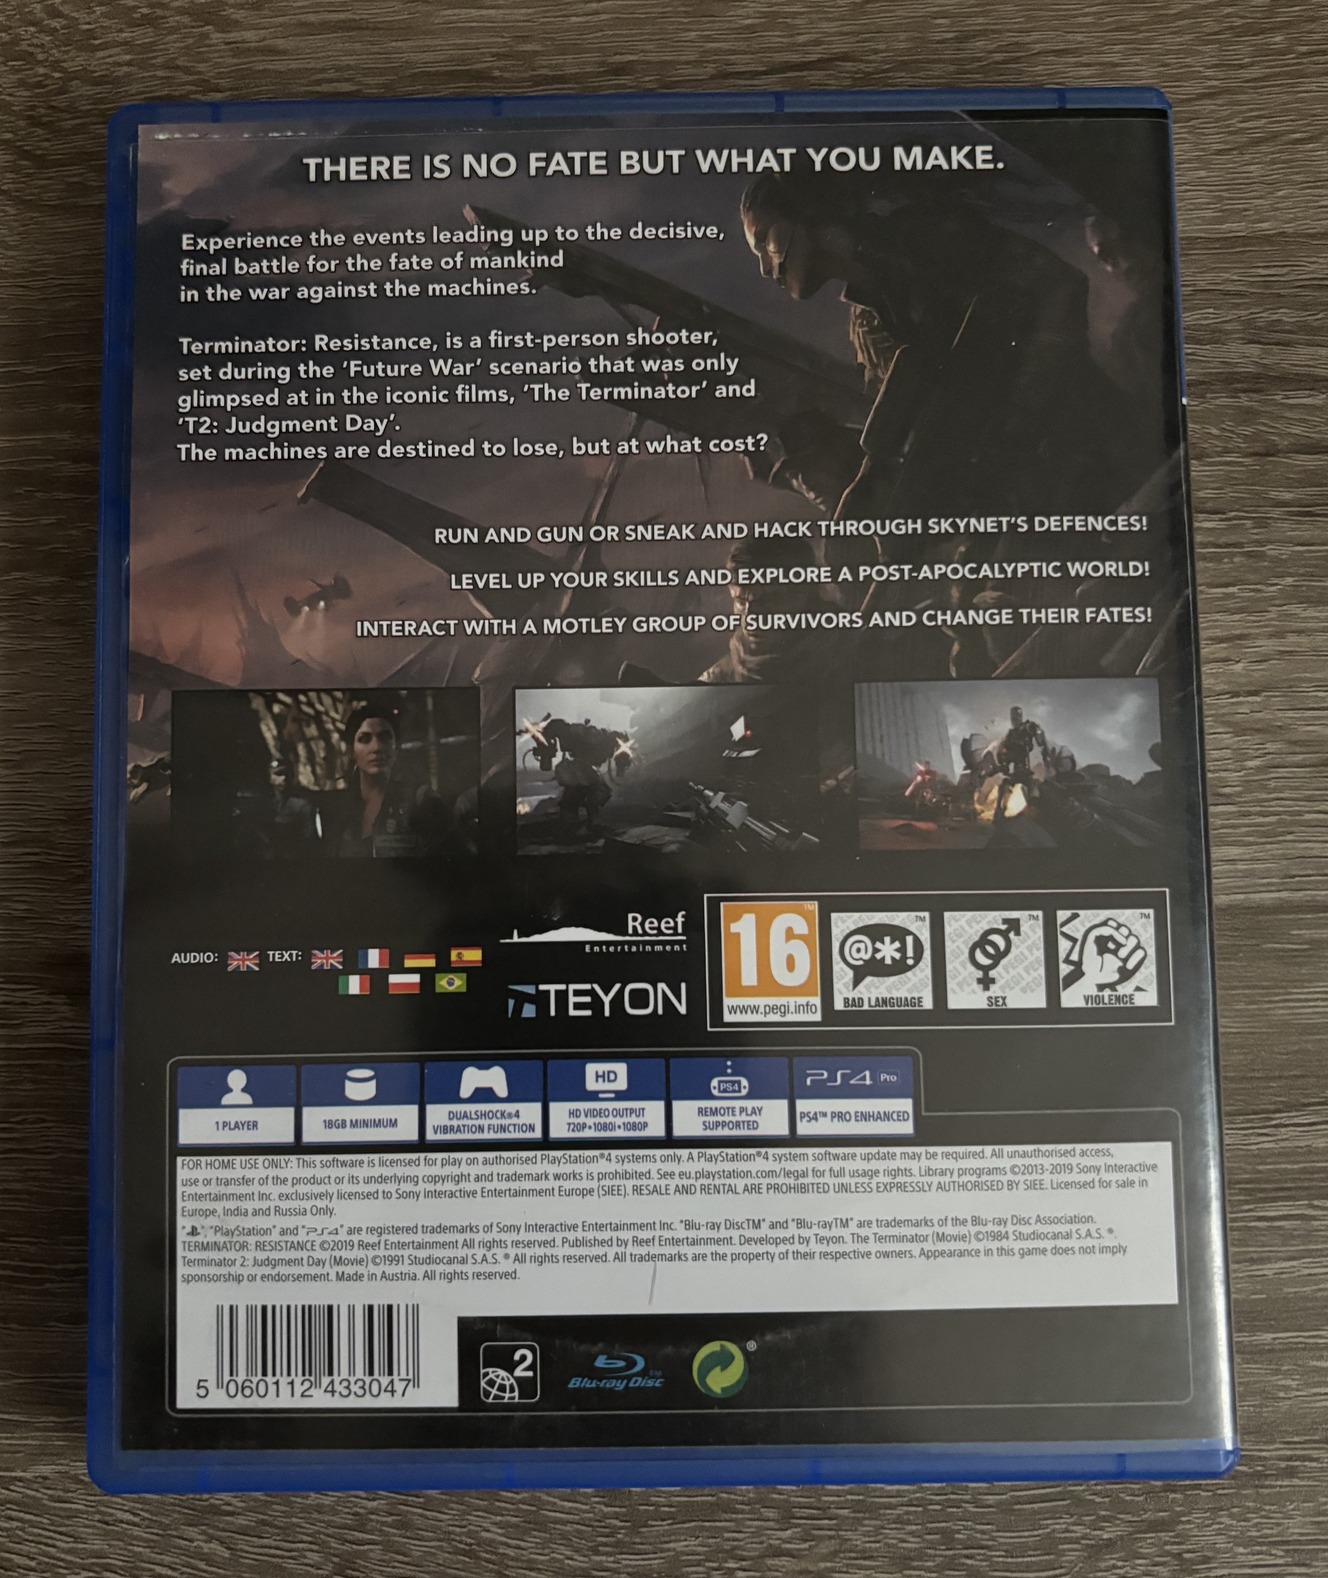 THERE IS NO FATE BUT WHAT YOU MAKE.
Experience the events leading up to the decisive,
final battle for the fate of mankind
in the war against the machines.
Terminator: Resistance, is a first-person shooter,
set during the 'Future War' scenario that was only
glimpsed at in the iconic films, 'The Terminator' and
'T2: Judgment Day'.
The machines are destined to lose, but at what cost?
RUN AND GUN OR SNEAK AND HACK THROUGH SKYNET'S DEFENCES!
LEVEL UP YOUR SKILLS AND EXPLORE A POST-APOCALYPTIC WORLD!
INTERACT WITH A MOTLEY GROUP OF SURVIVORS AND CHANGE THEIR FATES!
AUDIO: TEXT:
Reef
Entertainment
TEYON
16™
www.pegi.info
@*!™
BAD LANGUAGE
™
SEX
™
VIOLENCE
1 PLAYER
18GB MINIMUM
DUALSHOCK®4
VIBRATION FUNCTION
HD
HD VIDEO OUTPUT
720P•1080i•1080P
PS4
REMOTE PLAY
SUPPORTED
PS4 Pro
PS4™ PRO ENHANCED
FOR HOME USE ONLY: This software is licensed for play on authorised PlayStation®4 systems only. A PlayStation®4 system software update may be required. All unauthorised access,
use or transfer of the product or its underlying copyright and trademark works is prohibited. See eu.playstation.com/legal for full usage rights. Library programs ©2013-2019 Sony Interactive
Entertainment Inc. exclusively licensed to Sony Interactive Entertainment Europe (SIEE). RESALE AND RENTAL ARE PROHIBITED UNLESS EXPRESSLY AUTHORISED BY SIEE. Licensed for sale in
Europe, India and Russia Only.
"PS", "PlayStation" and "PS4" are registered trademarks of Sony Interactive Entertainment Inc. "Blu-ray DiscTM" and "Blu-rayTM" are trademarks of the Blu-ray Disc Association.
TERMINATOR: RESISTANCE ©2019 Reef Entertainment All rights reserved. Published by Reef Entertainment. Developed by Teyon. The Terminator (Movie) ©1984 Studiocanal S.A.S. ®.
Terminator 2: Judgment Day (Movie) ©1991 Studiocanal S.A.S. ® All rights reserved. All trademarks are the property of their respective owners. Appearance in this game does not imply
sponsorship or endorsement. Made in Austria. All rights reserved.
5 060112 433047
2
Blu-ray Disc™
®